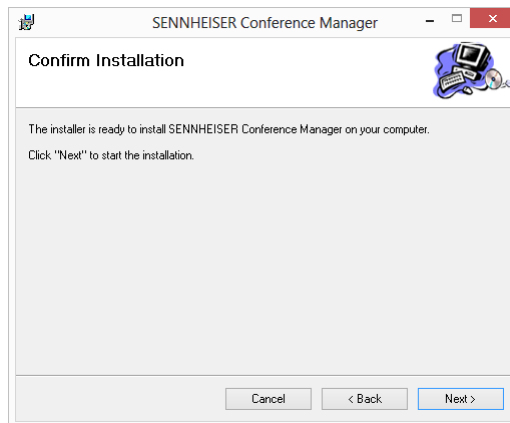 SENNHEISER Conference Manager
Confirm Installation
The installer is ready to install SENNHEISER Conference Manager on your computer.
Click "Next" to start the installation.
Cancel
< Back
Next >